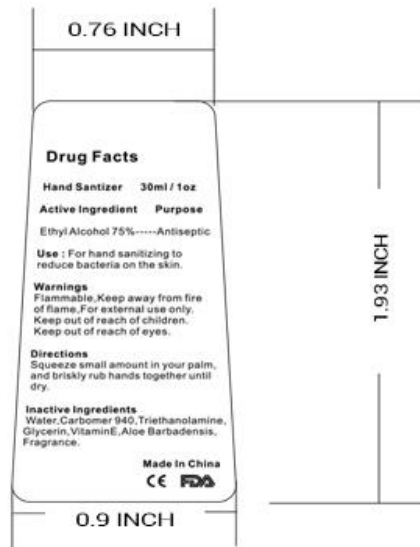 0.76 INCH
Drug Facts
Hand Santizer 30ml / 1oz
Active Ingredient Purpose
Ethyl Alcohol 75%-----Antiseptic
Use : For hand sanitizing to
reduce bacteria on the skin.
Warnings
Flammable,Keep away from fire
of flame,For external use only.
Keep out of reach of children.
Keep out of reach of eyes.
Directions
Squeeze small amount in your palm,
and briskly rub hands together until
dry.
Inactive Ingredients
Water,Carbomer 940,Triethanolamine,
Glycerin,VitaminE,Aloe Barbadensis,
Fragrance.
Made In China
CE FDA
1.93 INCH
0.9 INCH